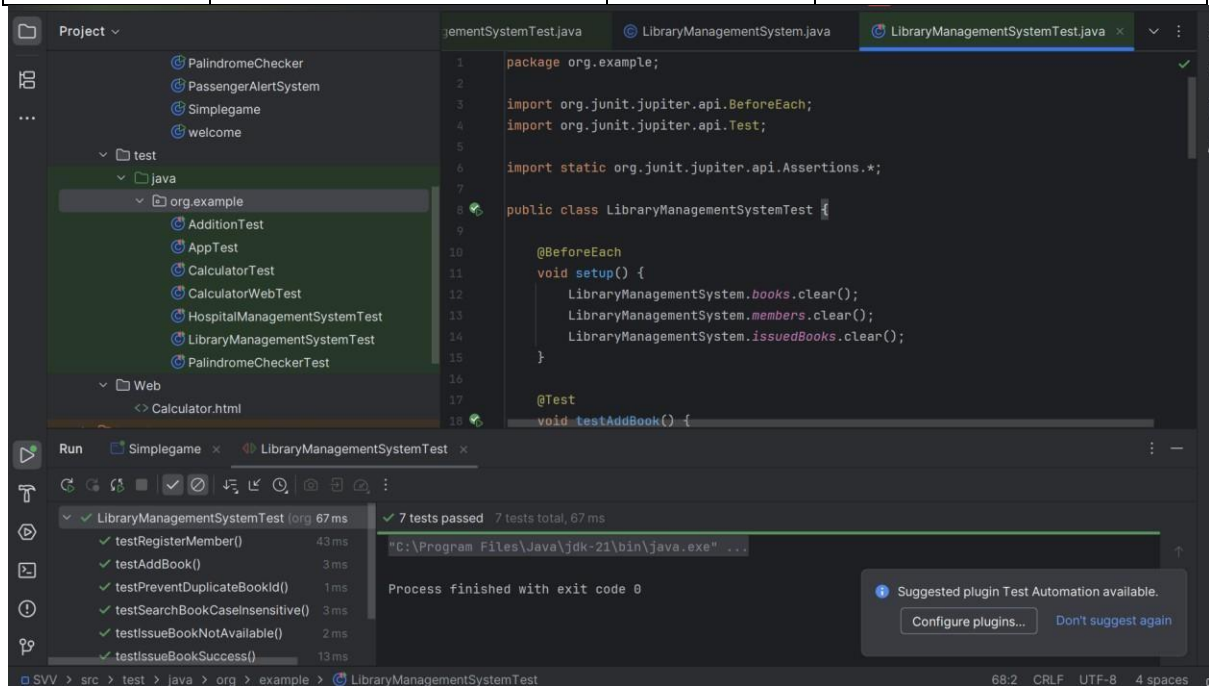 Project
PalindromeChecker
PassengerAlertSystem
Simplegame
welcome
test
java
org.example
AdditionTest
AppTest
CalculatorTest
CalculatorWebTest
HospitalManagementSystemTest
LibraryManagementSystemTest
PalindromeCheckerTest
Web
<> Calculator.html
gementSystemTest.java LibraryManagementSystem.java LibraryManagementSystemTest.java ×
1 package org.example;
2
3 import org.junit.jupiter.api.BeforeEach;
4 import org.junit.jupiter.api.Test;
5
6 import static org.junit.jupiter.api.Assertions.*;
7
8 public class LibraryManagementSystemTest {
9
10 @BeforeEach
11 void setup() {
12 LibraryManagementSystem.books.clear();
13 LibraryManagementSystem.members.clear();
14 LibraryManagementSystem.issuedBooks.clear();
15 }
16
17 @Test
18 void testAddBook() {
Run Simplegame × LibraryManagementSystemTest ×
LibraryManagementSystemTest (org 67 ms
testRegisterMember() 43 ms
testAddBook() 3 ms
testPreventDuplicateBookId() 1 ms
testSearchBookCaseInsensitive() 3 ms
testIssueBookNotAvailable() 2 ms
testIssueBookSuccess() 13 ms
7 tests passed 7 tests total, 67 ms
"C:\Program Files\Java\jdk-21\bin\java.exe" ...
Process finished with exit code 0
Suggested plugin Test Automation available.
Configure plugins... Don't suggest again
SVV > src > test > java > org > example > LibraryManagementSystemTest 68:2 CRLF UTF-8 4 spaces